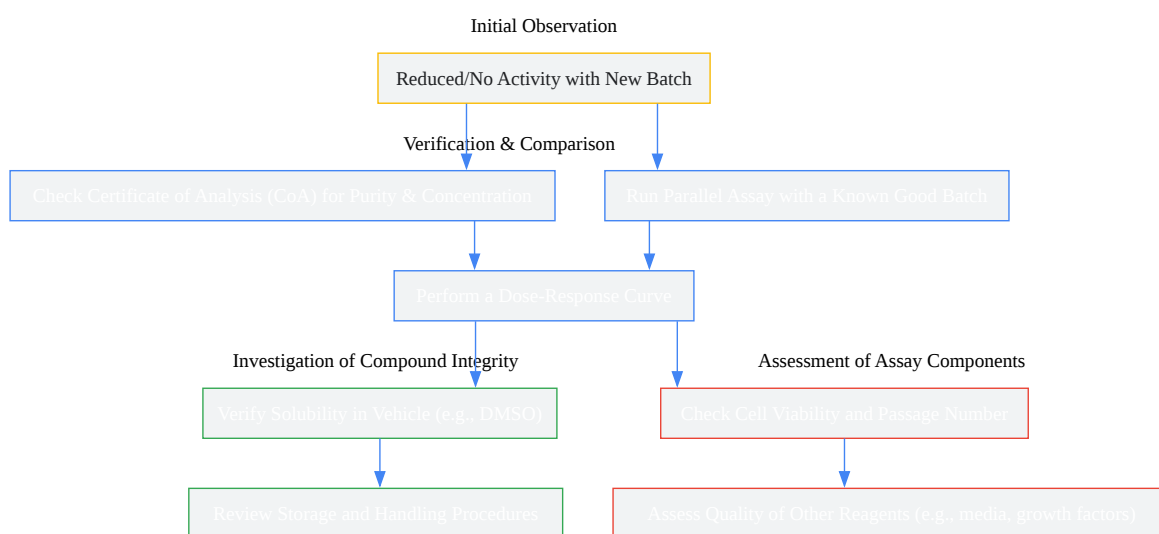 Initial Observation
Reduced/No Activity with New Batch
Verification & Comparison
Check Certificate of Analysis (CoA) for Purity & Concentration
Run Parallel Assay with a Known Good Batch
Perform a Dose-Response Curve
Investigation of Compound Integrity
Assessment of Assay Components
Verify Solubility in Vehicle (e.g., DMSO)
Check Cell Viability and Passage Number
Review Storage and Handling Procedures
Assess Quality of Other Reagents (e.g., media, growth factors)